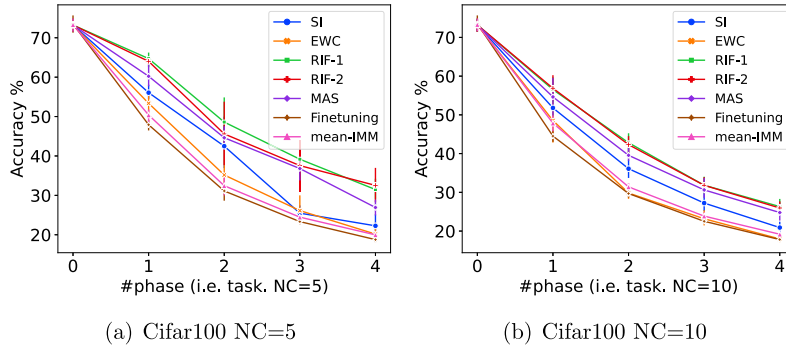 SI
EWC
RIF-1
RIF-2
MAS
Finetuning
mean-IMM
Accuracy %
70
60
50
40
30
20
0 1 2 3 4
#phase (i.e. task. NC=5)
(a) Cifar100 NC=5
SI
EWC
RIF-1
RIF-2
MAS
Finetuning
mean-IMM
Accuracy %
70
60
50
40
30
20
0 1 2 3 4
#phase (i.e. task. NC=10)
(b) Cifar100 NC=10